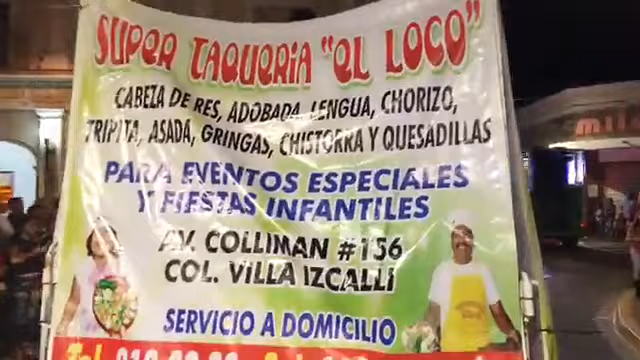 SUPER TAQUERIA "EL LOCO"
CABEZA DE RES, ADOBADA, LENGUA, CHORIZO,
TRIPITA, ASADA, GRINGAS, CHISTORRA Y QUESADILLAS
PARA EVENTOS ESPECIALES
Y FIESTAS INFANTILES
AV. COLLIMAN #156
COL. VILLA IZCALLI
SERVICIO A DOMICILIO
Tel.